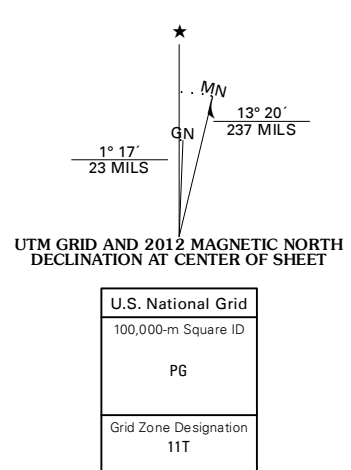 ★
MN
GN
13° 20´
237 MILS
1° 17´
23 MILS
UTM GRID AND 2012 MAGNETIC NORTH
DECLINATION AT CENTER OF SHEET
U.S. National Grid
100,000-m Square ID
PG
Grid Zone Designation
11T